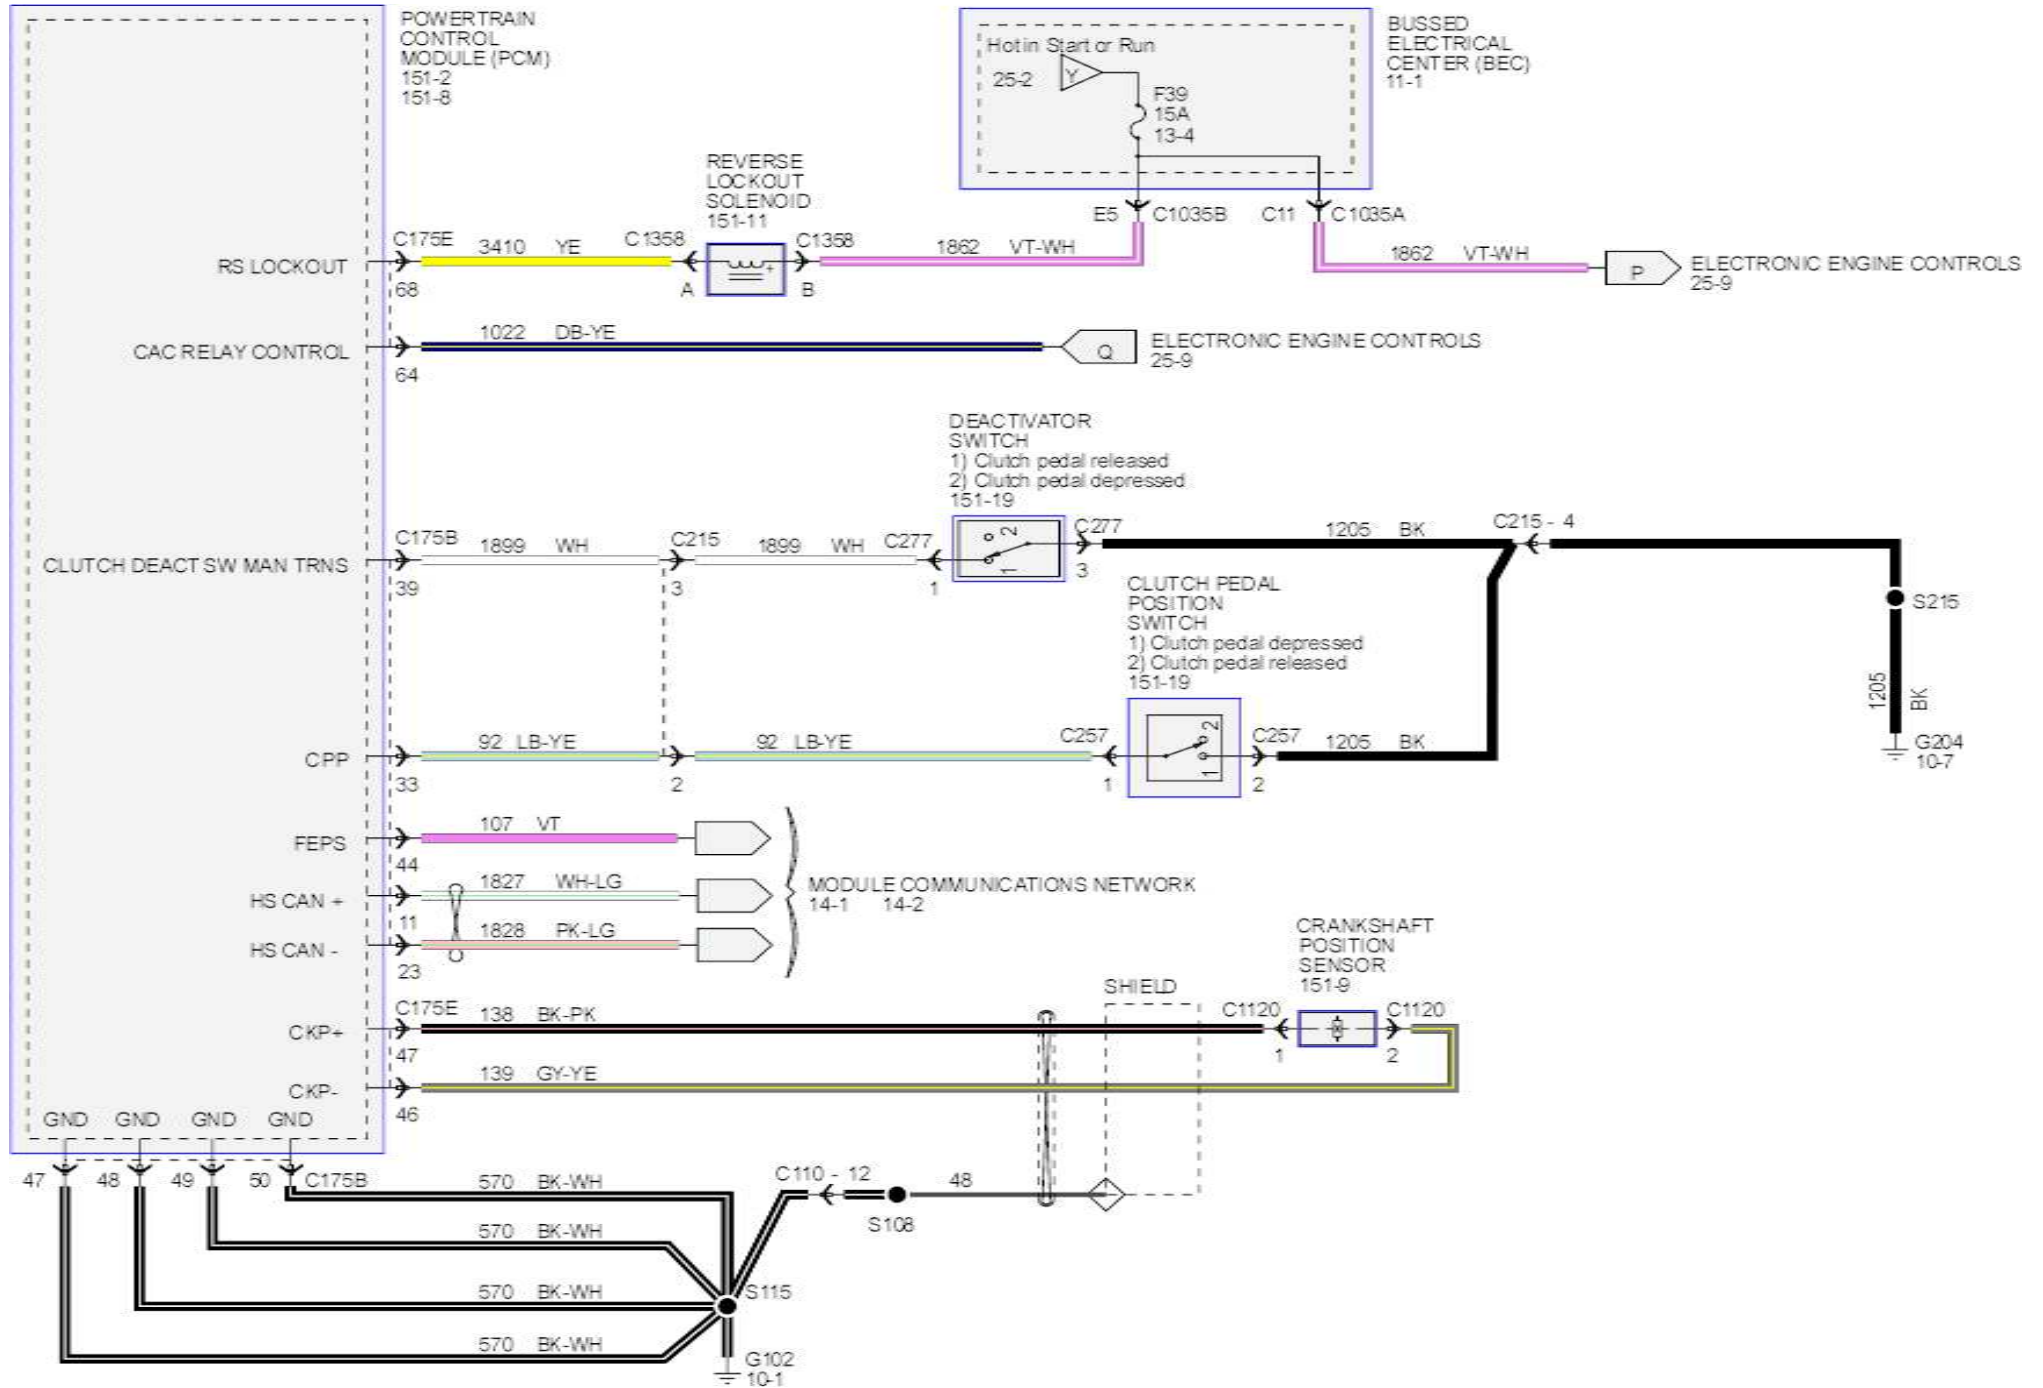 POWERTRAIN
CONTROL
MODULE (PCM)
151-2
151-8
BUSSED
ELECTRICAL
CENTER (BEC)
11-1
Hot in Start or Run
25-2
Y
F39
15A
13-4
REVERSE
LOCKOUT
SOLENOID
151-11
E5
C1035B
C11
C1035A
RS LOCKOUT
C175E
68
3410 YE
C1358
A
+
C1358
B
1862 VT-WH
1862 VT-WH
P
ELECTRONIC ENGINE CONTROLS
25-9
CAC RELAY CONTROL
64
1022 DB-YE
Q
ELECTRONIC ENGINE CONTROLS
25-9
DEACTIVATOR
SWITCH
1) Clutch pedal released
2) Clutch pedal depressed
151-19
CLUTCH DEACT SW MAN TRNS
C175B
39
1899 WH
C215
3
1899 WH
C277
1
2
1
C277
3
1205 BK
C215 - 4
S215
1205
BK
G204
10-7
CLUTCH PEDAL
POSITION
SWITCH
1) Clutch pedal depressed
2) Clutch pedal released
151-19
CPP
33
92 LB-YE
2
92 LB-YE
C257
1
2
1
C257
2
1205 BK
FEPS
44
107 VT
HS CAN +
11
1827 WH-LG
HS CAN -
23
1828 PK-LG
MODULE COMMUNICATIONS NETWORK
14-1 14-2
CRANKSHAFT
POSITION
SENSOR
151-9
SHIELD
CKP+
C175E
47
138 BK-PK
C1120
1
C1120
2
CKP-
46
139 GY-YE
GND GND GND GND
47 48 49 50 C175B
570 BK-WH
C110 - 12
S108
48
570 BK-WH
570 BK-WH
S115
570 BK-WH
G102
10-1